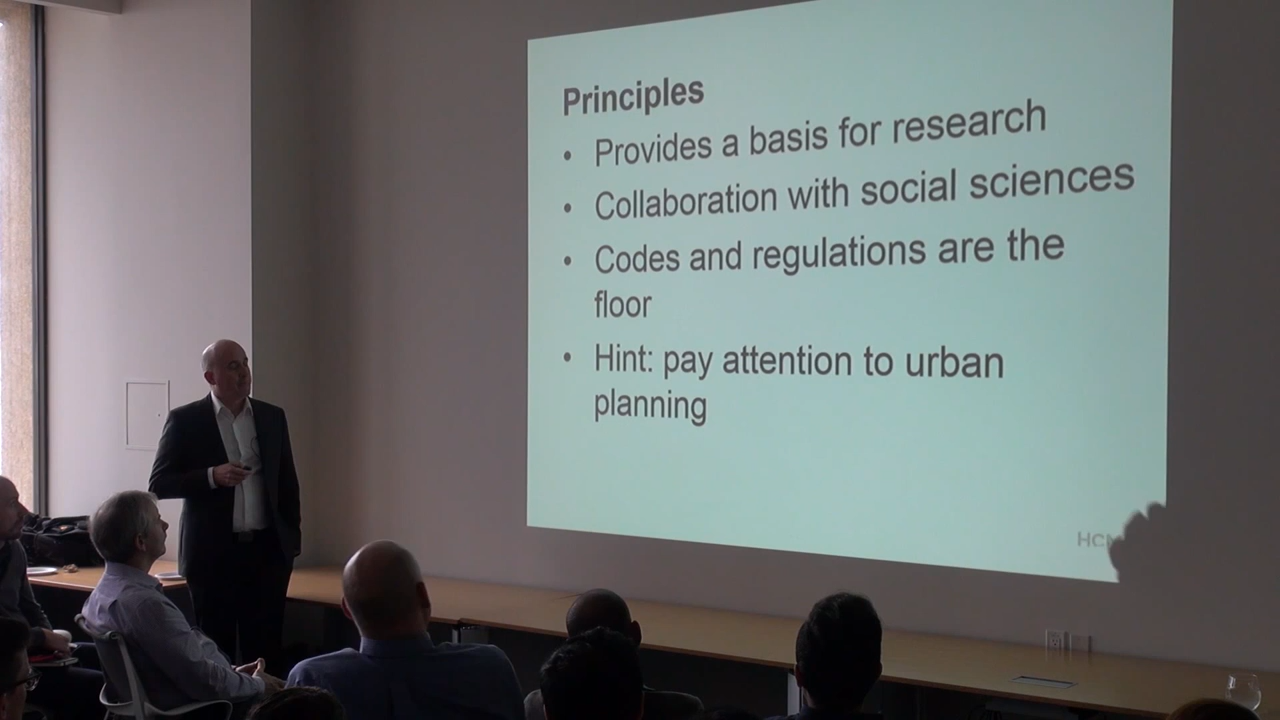 Principles
• Provides a basis for research
• Collaboration with social sciences
• Codes and regulations are the
floor
• Hint: pay attention to urban
planning